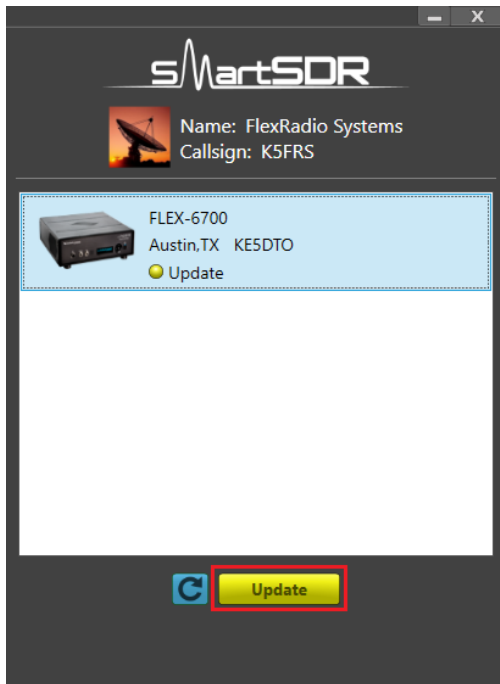 SmartSDR
Name: FlexRadio Systems
Callsign: K5FRS
FLEX-6700
Austin,TX KE5DTO
Update
Update